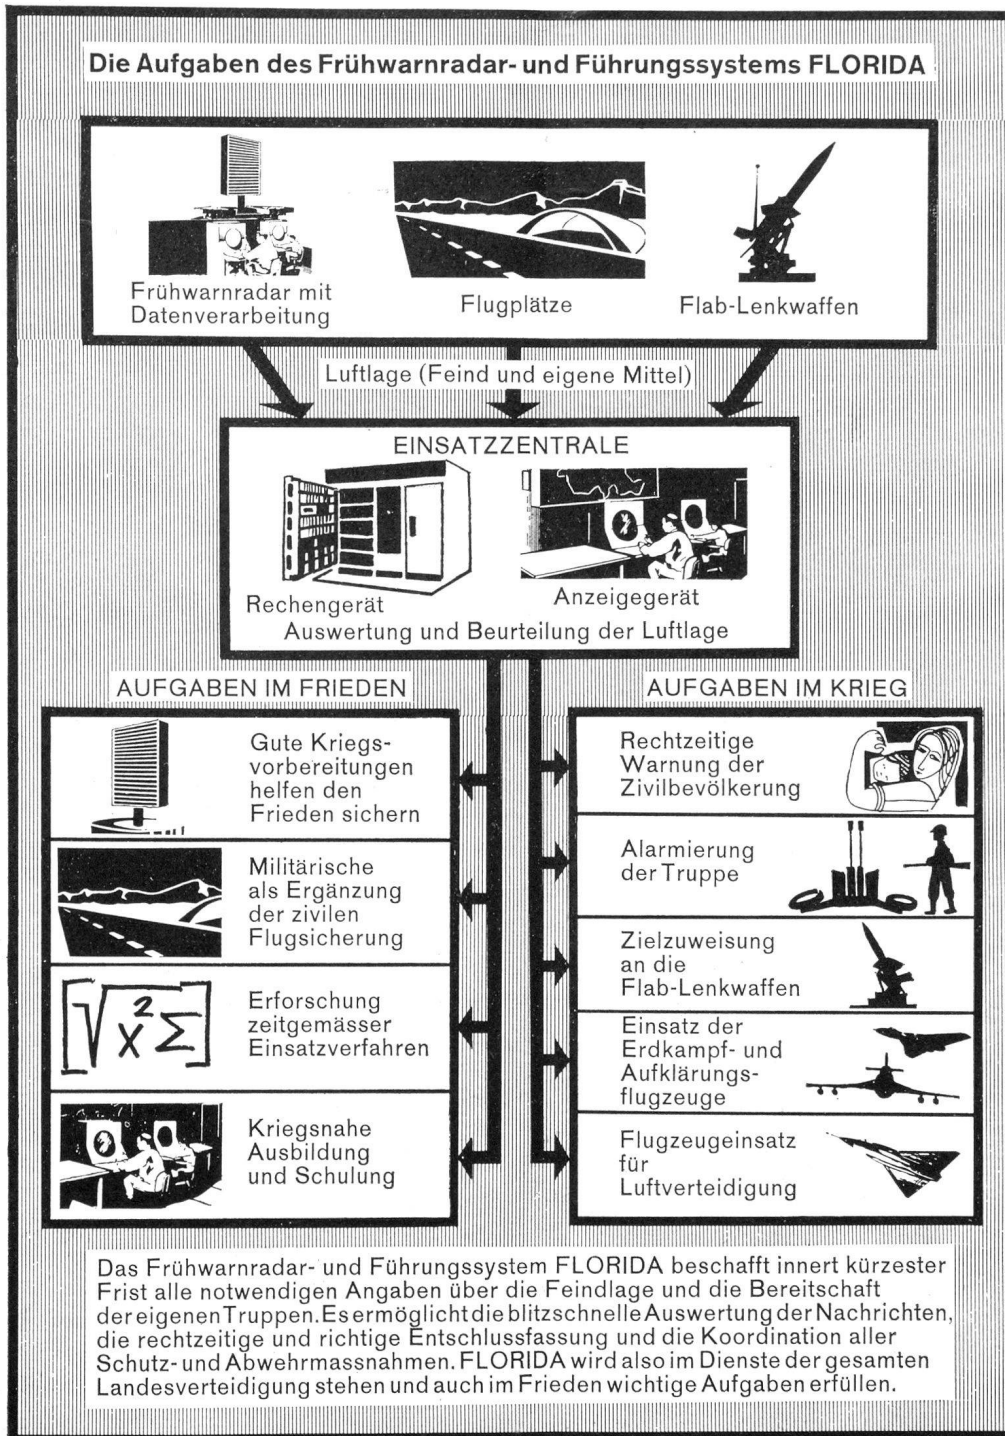 Die Aufgaben des Frühwarnradar- und Führungssystems FLORIDA
Frühwarnradar mit
Datenverarbeitung
Flugplätze
Flab-Lenkwaffen
Luftlage (Feind und eigene Mittel)
EINSATZZENTRALE
Rechengerät
Anzeigegerät
Auswertung und Beurteilung der Luftlage
AUFGABEN IM FRIEDEN
Gute Kriegs-
vorbereitungen
helfen den
Frieden sichern
Militärische
als Ergänzung
der zivilen
Flugsicherung
[√x²Σ]
Erforschung
zeitgemässer
Einsatzverfahren
Kriegsnahe
Ausbildung
und Schulung
AUFGABEN IM KRIEG
Rechtzeitige
Warnung der
Zivilbevölkerung
Alarmierung
der Truppe
Zielzuweisung
an die
Flab-Lenkwaffen
Einsatz der
Erdkampf- und
Aufklärungs-
flugzeuge
Flugzeugeinsatz
für
Luftverteidigung
Das Frühwarnradar- und Führungssystem FLORIDA beschafft innert kürzester
Frist alle notwendigen Angaben über die Feindlage und die Bereitschaft
der eigenen Truppen. Es ermöglicht die blitzschnelle Auswertung der Nachrichten,
die rechtzeitige und richtige Entschlussfassung und die Koordination aller
Schutz- und Abwehrmassnahmen. FLORIDA wird also im Dienste der gesamten
Landesverteidigung stehen und auch im Frieden wichtige Aufgaben erfüllen.